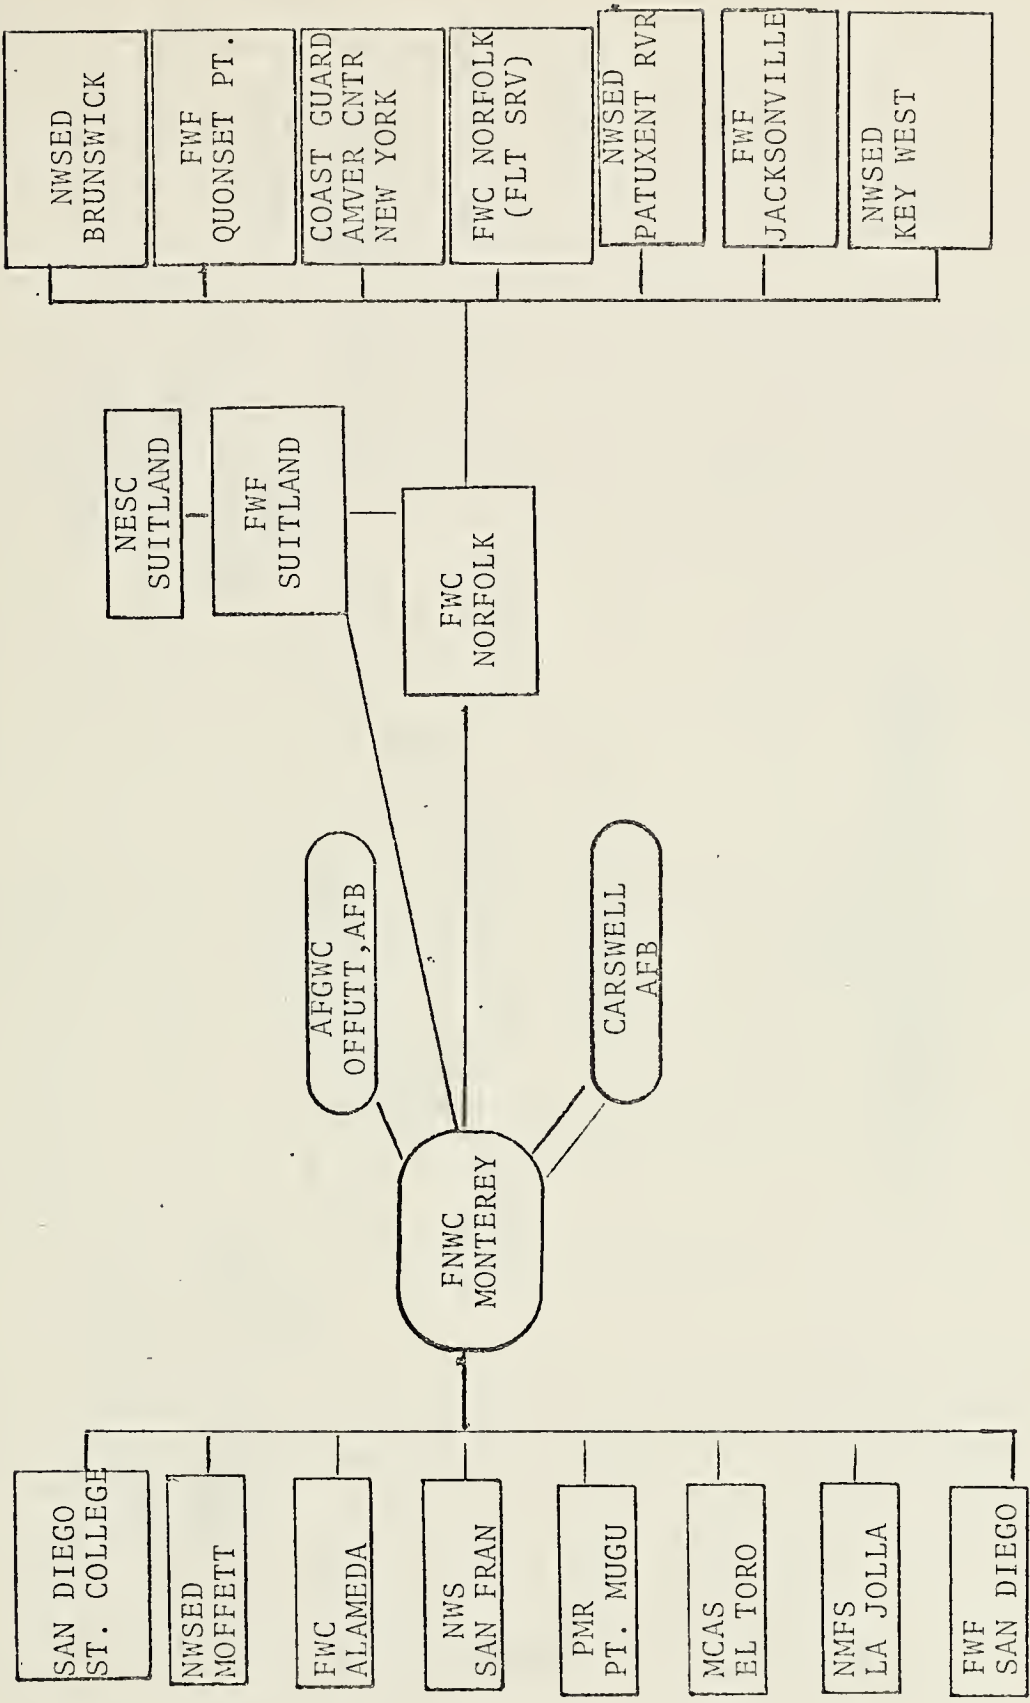 SAN DIEGO
ST. COLLEGE
NWSED
MOFFETT
FWC
ALAMEDA
NWS
SAN FRAN
PMR
PT. MUGU
MCAS
EL TORO
NMFS
LA JOLLA
FWF
SAN DIEGO
FNWC
MONTEREY
AFGWC
OFFUTT,AFB
CARSWELL
AFB
NESC
SUITLAND
FWF
SUITLAND
FWC
NORFOLK
NWSED
BRUNSWICK
FWF
QUONSET PT.
COAST GUARD
AMVER CNTR
NEW YORK
FWC NORFOLK
(FLT SRV)
NWSED
PATUXENT RVR
FWF
JACKSONVILLE
NWSED
KEY WEST